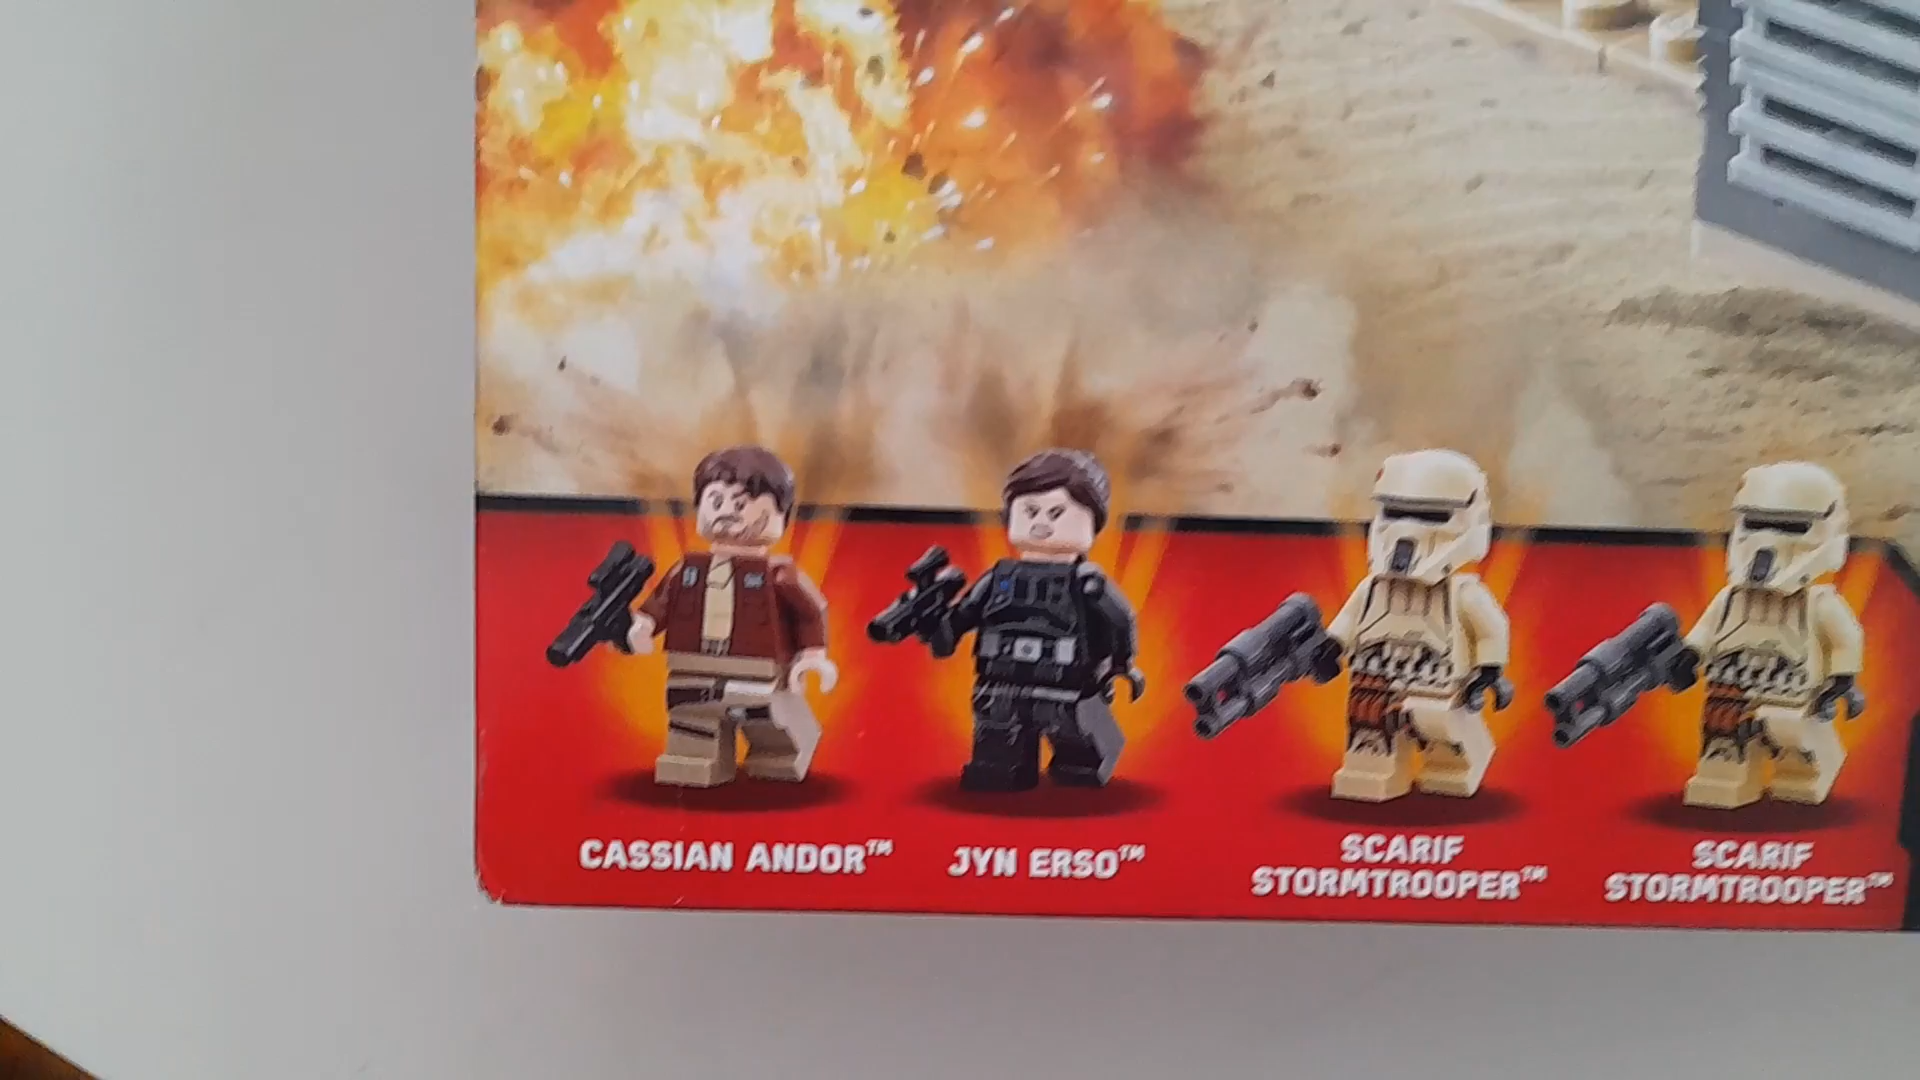 CASSIAN ANDOR™
JYN ERSO™
SCARIF
STORMTROOPER™
SCARIF
STORMTROOPER™